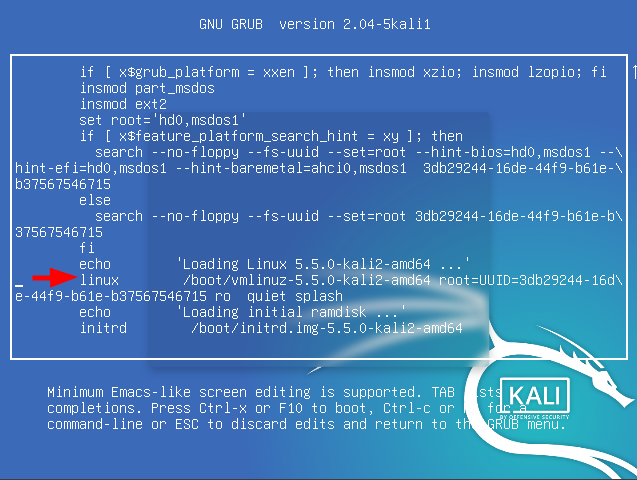 GNU GRUB  version 2.04-5kali1
if [ x$grub_platform = xxen ]; then insmod xzio; insmod lzopio; fi
insmod part_msdos
insmod ext2
set root='hd0,msdos1'
if [ x$feature_platform_search_hint = xy ]; then
search --no-floppy --fs-uuid --set=root --hint-bios=hd0,msdos1 --\
hint-efi=hd0,msdos1 --hint-baremetal=ahci0,msdos1  3db29244-16de-44f9-b61e-\
b37567546715
else
search --no-floppy --fs-uuid --set=root 3db29244-16de-44f9-b61e-b\
37567546715
fi
echo        'Loading Linux 5.5.0-kali2-amd64 ...'
linux        /boot/vmlinuz-5.5.0-kali2-amd64 root=UUID=3db29244-16d\
e-44f9-b61e-b37567546715 ro  quiet splash
echo        'Loading initial ramdisk ...'
initrd        /boot/initrd.img-5.5.0-kali2-amd64
Minimum Emacs-like screen editing is supported. TAB lists
completions. Press Ctrl-x or F10 to boot, Ctrl-c or for a
command-line or ESC to discard edits and return to the GRUB menu.
KALI
BY OFFENSIVE SECURITY